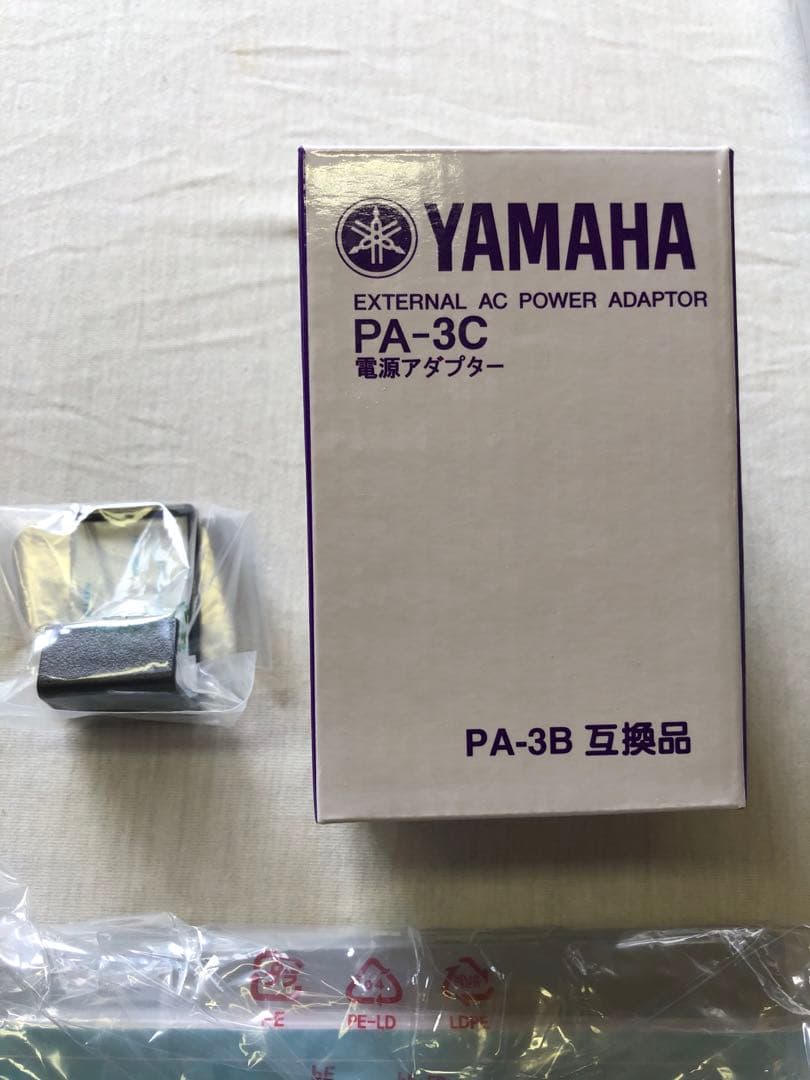 YAMAHA
EXTERNAL AC POWER ADAPTOR
PA-3C
電源アダプター
PA-3B 互換品
PE
PE-LD
LDPE